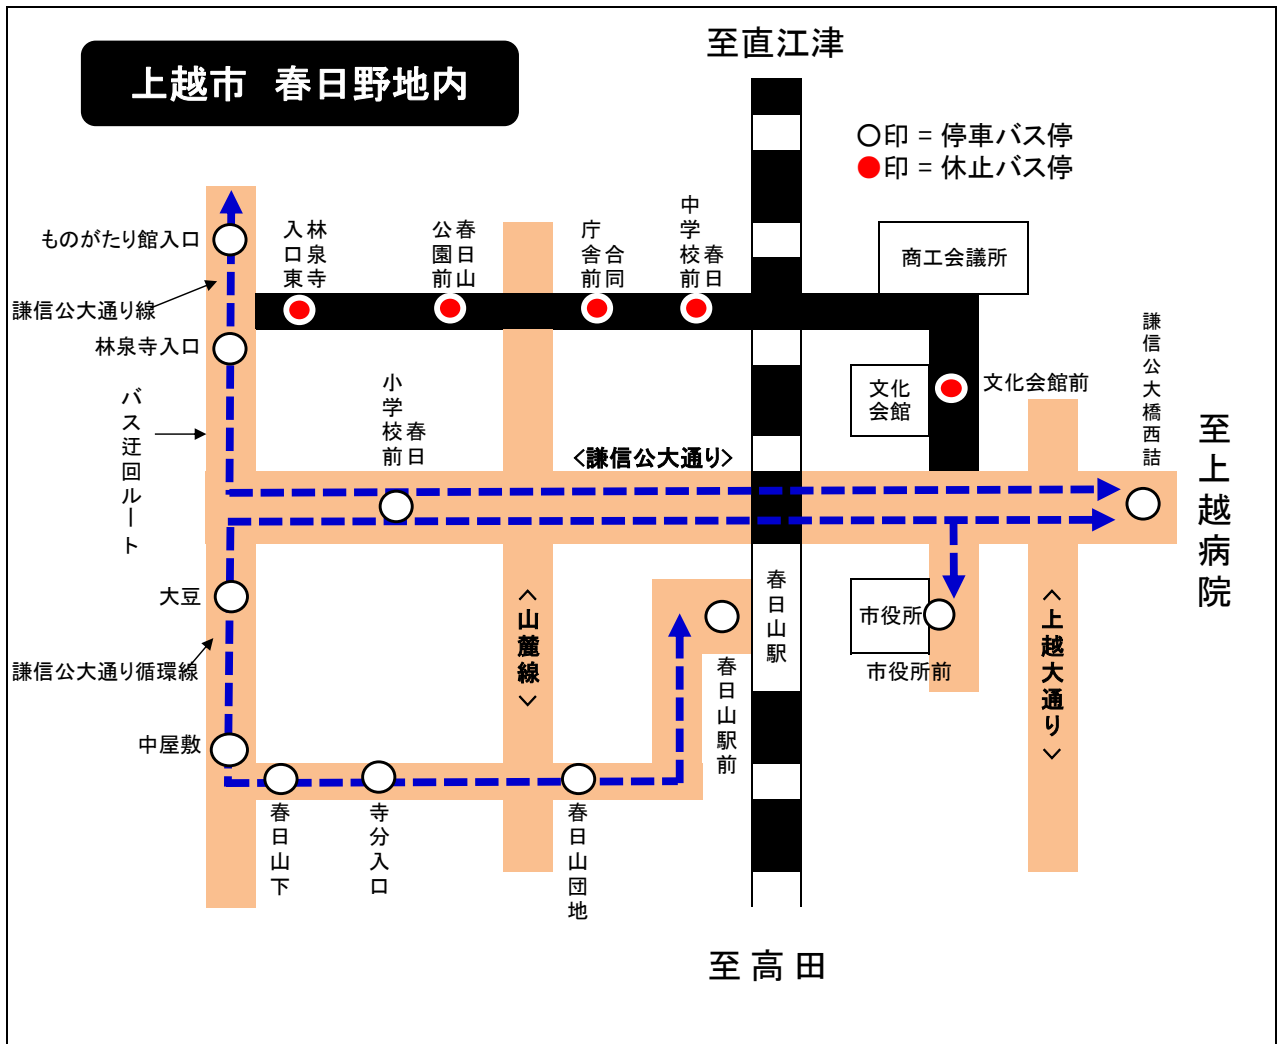 至直江津
上越市　春日野地内
○印 = 停車バス停
●印 = 休止バス停
ものがたり館入口
林泉寺入口東
春日山公園前
合同庁舎前
春日中学校前
商工会議所
謙信公大通り線
林泉寺入口
バス迂回ルート
春日小学校前
文化会館
文化会館前
謙信公大橋西詰
至上越病院
<謙信公大通り>
大豆
謙信公大通り循環線
<山麓線>
春日山駅
市役所
市役所前
<上越大通り>
春日山駅前
中屋敷
春日山下
寺分入口
春日山団地
至高田